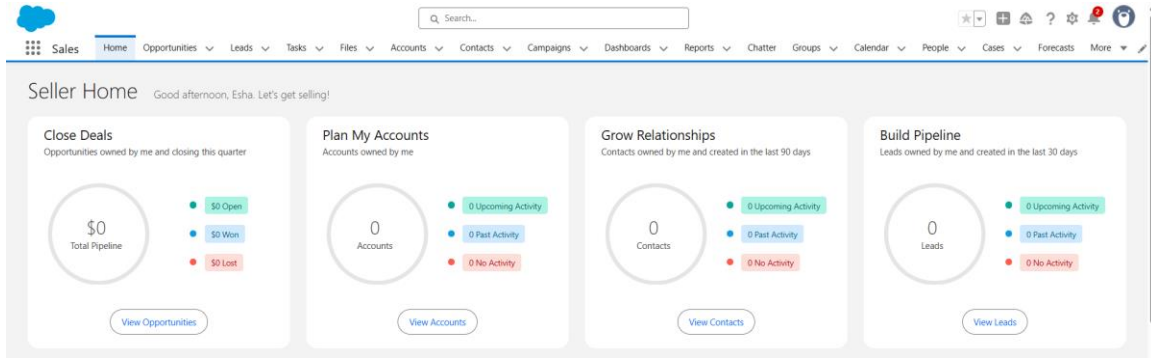 Search...
2
Sales Home Opportunities Leads Tasks Files Accounts Contacts Campaigns Dashboards Reports Chatter Groups Calendar People Cases Forecasts More
Seller Home Good afternoon, Esha. Let's get selling!
Close Deals
Opportunities owned by me and closing this quarter
$0
Total Pipeline
$0 Open
$0 Won
$0 Lost
View Opportunities
Plan My Accounts
Accounts owned by me
0
Accounts
0 Upcoming Activity
0 Past Activity
0 No Activity
View Accounts
Grow Relationships
Contacts owned by me and created in the last 90 days
0
Contacts
0 Upcoming Activity
0 Past Activity
0 No Activity
View Contacts
Build Pipeline
Leads owned by me and created in the last 30 days
0
Leads
0 Upcoming Activity
0 Past Activity
0 No Activity
View Leads